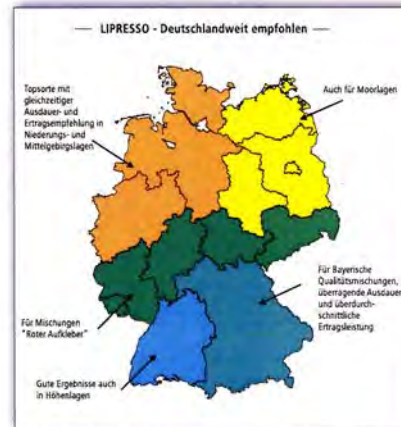 LIPRESSO - Deutschlandweit empfohlen
Topsorte mit
gleichzeitiger
Ausdauer- und
Ertragsempfehlung in
Niederungs- und
Mittelgebirgslagen
Auch für Moorlagen
Für Bayerische
Qualitätsmischungen,
überragende Ausdauer
und überdurch-
schnittliche
Ertragsleistung
Für Mischungen
"Roter Aufkleber"
Gute Ergebnisse auch
in Höhenlagen